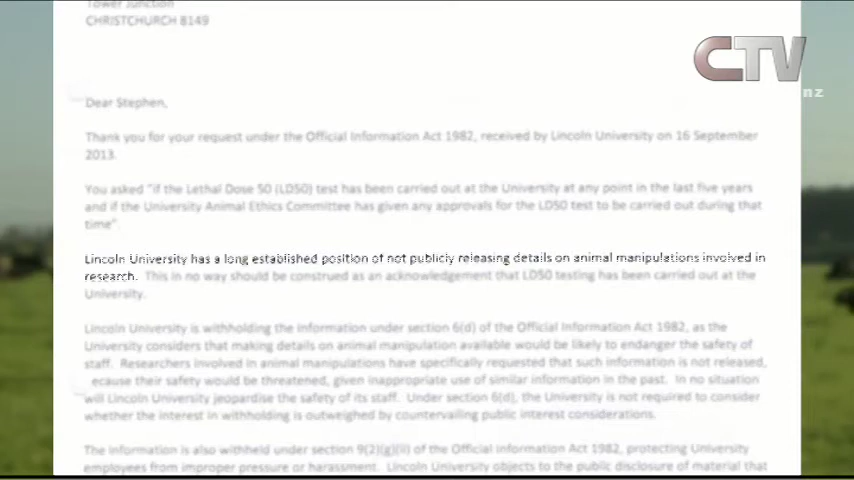 Tower Junction
CHRISTCHURCH 8149
CTV
nz
Dear Stephen,
Thank you for your request under the Official Information Act 1982, received by Lincoln University on 16 September
2013.
You asked "if the Lethal Dose 50 (LD50) test has been carried out at the University at any point in the last five years
and if the University Animal Ethics Committee has given any approvals for the LD50 test to be carried out during that
time".
Lincoln University has a long established position of not publicly releasing details on animal manipulations involved in
research. This in no way should be construed as an acknowledgement that LD50 testing has been carried out at the
University.
Lincoln University is withholding the information under section 6(d) of the Official Information Act 1982, as the
University considers that making details on animal manipulation available would be likely to endanger the safety of
staff. Researchers involved in animal manipulations have specifically requested that such information is not released,
ecause their safety would be threatened, given inappropriate use of similar information in the past. In no situation
will Lincoln University jeopardise the safety of its staff. Under section 6(d), the University is not required to consider
whether the interest in withholding is outweighed by countervailing public interest considerations.
The information is also withheld under section 9(2)(g)(ii) of the Official Information Act 1982, protecting University
employees from improper pressure or harassment. Lincoln University objects to the public disclosure of material that